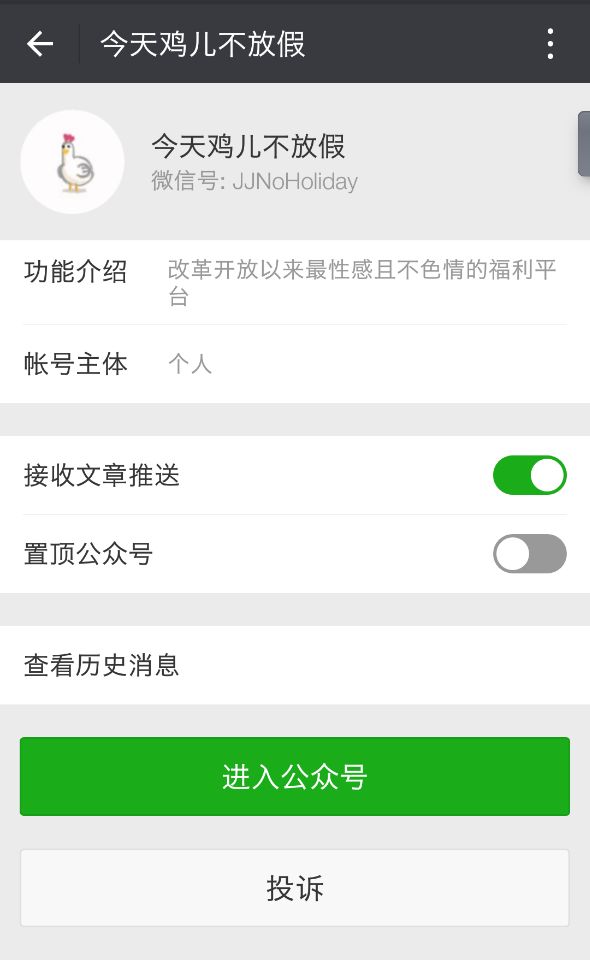 今天鸡儿不放假
今天鸡儿不放假
微信号: JJNoHoliday
功能介绍
改革开放以来最性感且不色情的福利平
台
帐号主体
个人
接收文章推送
置顶公众号
查看历史消息
进入公众号
投诉